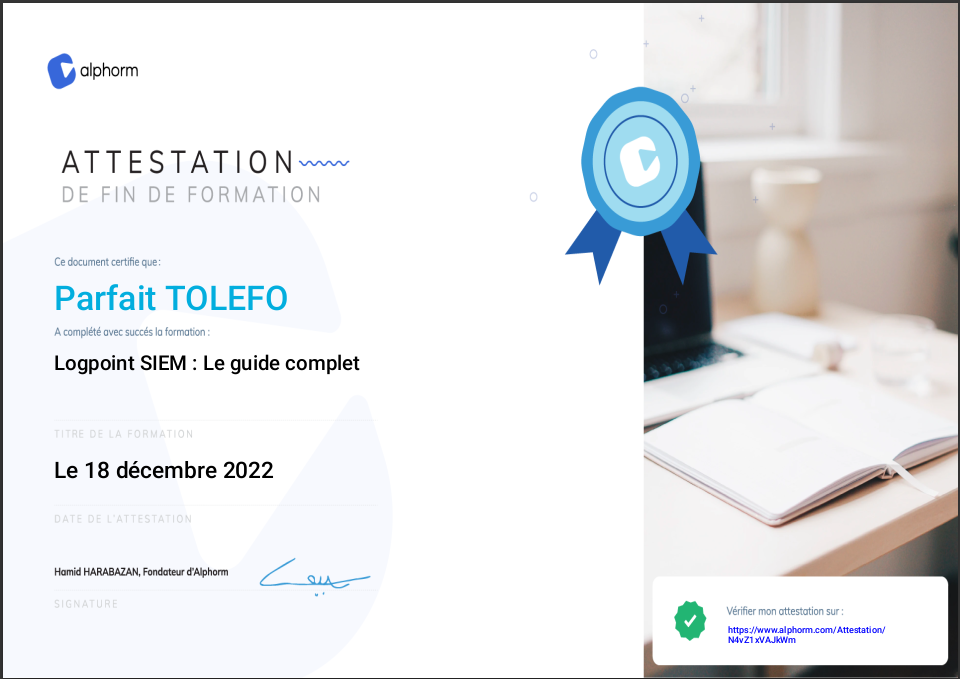 alphorm
ATTESTATION
DE FIN DE FORMATION
Ce document certifie que :
Parfait TOLEFO
A complété avec succés la formation :
Logpoint SIEM : Le guide complet
TITRE DE LA FORMATION
Le 18 décembre 2022
DATE DE L'ATTESTATION
Hamid HARABAZAN, Fondateur d'Alphorm
SIGNATURE
Vérifier mon attestation sur :
https://www.alphorm.com/Attestation/
N4vZ1xVAJkWm